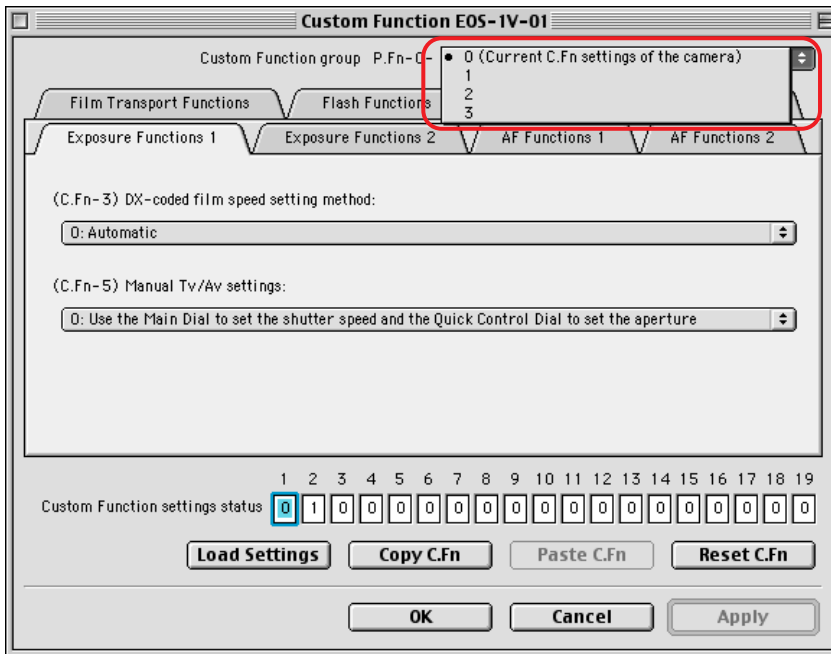 Custom Function EOS-1V-01
Custom Function group P.Fn-0-
0 (Current C.Fn settings of the camera)
1
2
3
Film Transport Functions
Flash Functions
Exposure Functions 1
Exposure Functions 2
AF Functions 1
AF Functions 2
(C.Fn-3) DX-coded film speed setting method:
0: Automatic
(C.Fn-5) Manual Tv/Av settings:
0: Use the Main Dial to set the shutter speed and the Quick Control Dial to set the aperture
1 2 3 4 5 6 7 8 9 10 11 12 13 14 15 16 17 18 19
Custom Function settings status 0 1 0 0 0 0 0 0 0 0 0 0 0 0 0 0 0 0 0
Load Settings Copy C.Fn Paste C.Fn Reset C.Fn
OK Cancel Apply